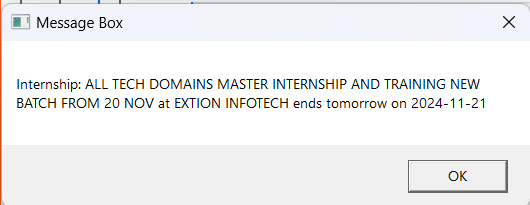 Message Box
Internship: ALL TECH DOMAINS MASTER INTERNSHIP AND TRAINING NEW
BATCH FROM 20 NOV at EXTION INFOTECH ends tomorrow on 2024-11-21
OK